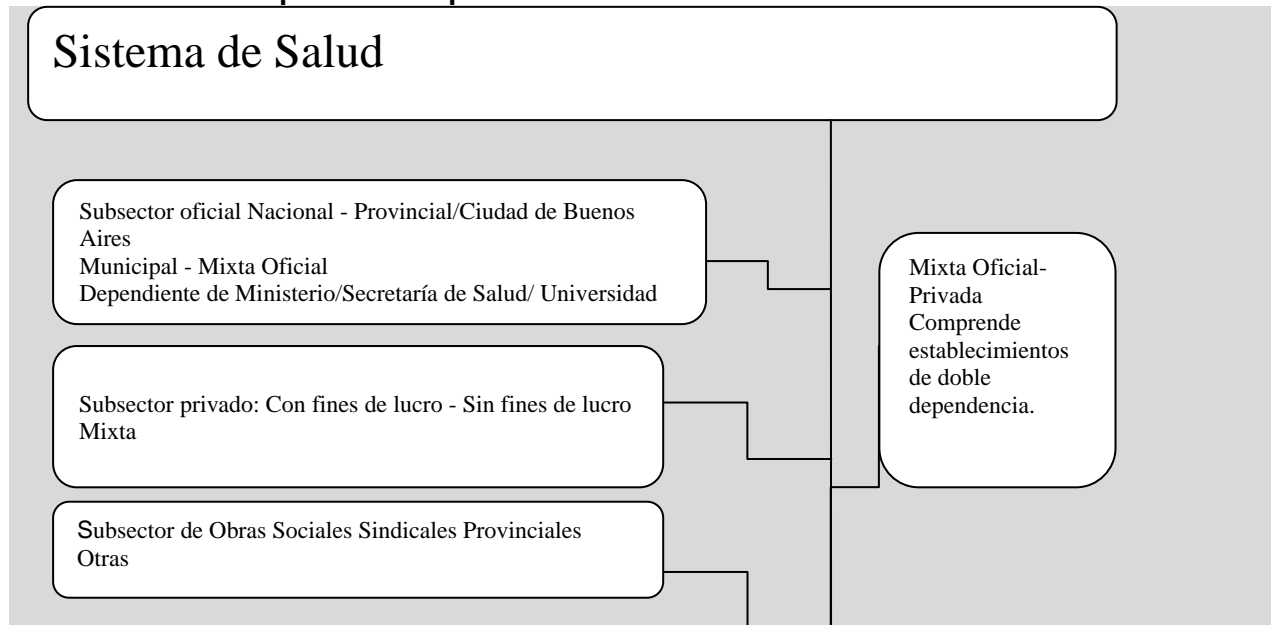 Sistema de Salud
Subsector oficial Nacional - Provincial/Ciudad de Buenos
Aires
Municipal - Mixta Oficial
Dependiente de Ministerio/Secretaría de Salud/ Universidad
Mixta Oficial-
Privada
Comprende
establecimientos
de doble
dependencia.
Subsector privado: Con fines de lucro - Sin fines de lucro
Mixta
Subsector de Obras Sociales Sindicales Provinciales
Otras